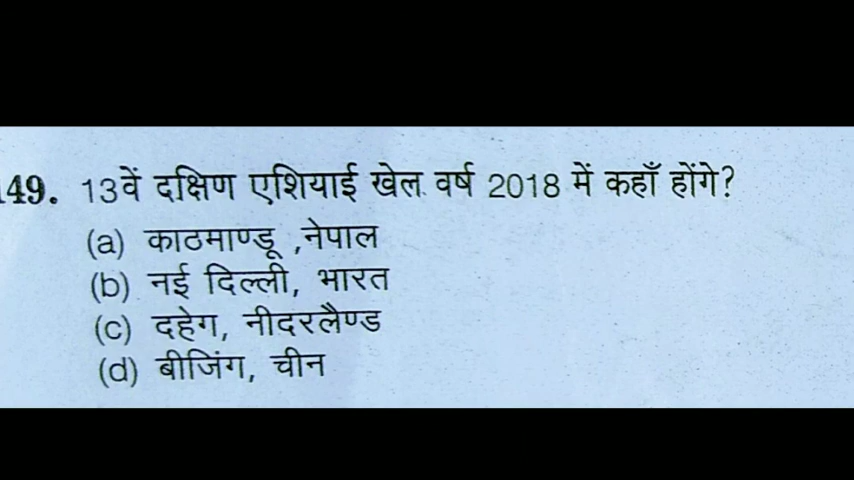 149. 13वें दक्षिण एशियाई खेल वर्ष 2018 में कहाँ होंगे?
(a) काठमाण्डू ,नेपाल
(b) नई दिल्ली, भारत
(c) दहेग, नीदरलैण्ड
(d) बीजिंग, चीन